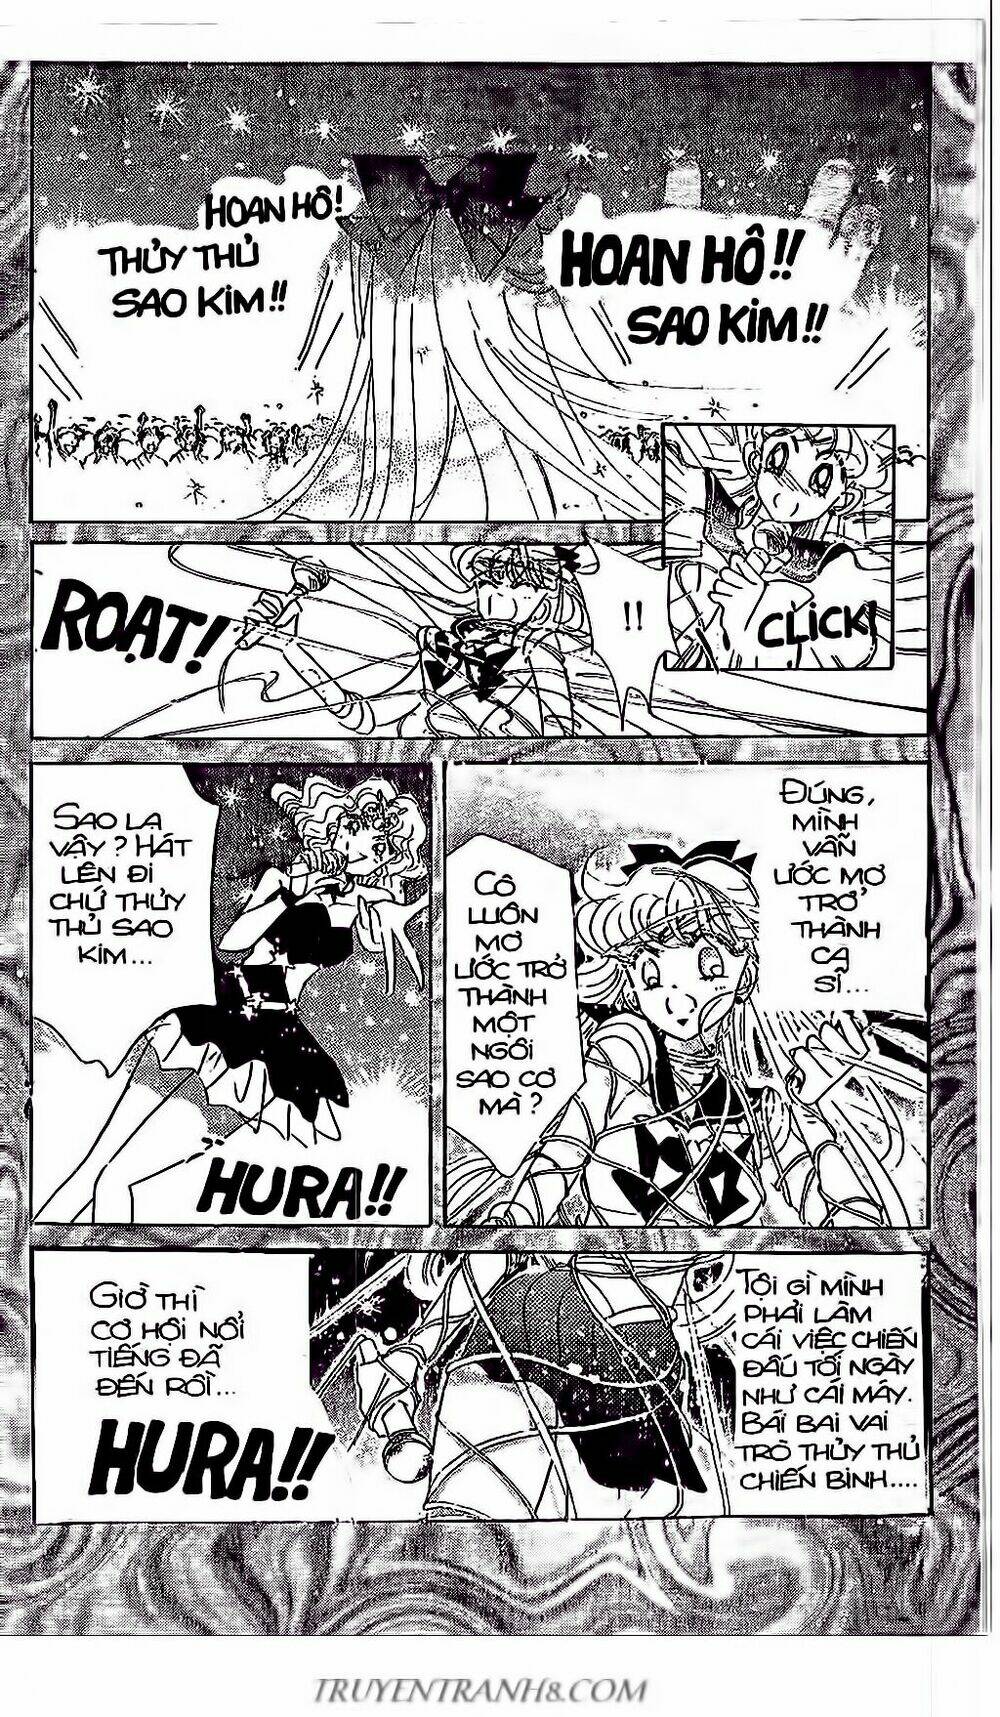 HOAN HÔ!
THỦY THỦ
SAO KIM!!
HOAN HÔ!!
SAO KIM!!
CLICK!
ROẠT!
!!
SAO LẠ
VẬY? HÁT
LÊN ĐI
CHỨ THỦY
THỦ SAO
KIM...
HURA!!
ĐÚNG,
MÌNH
VẪN
ƯỚC MƠ
TRỞ
THÀNH
CA
SĨ...
CÔ
LUÔN
MƠ
ƯỚC TRỞ
THÀNH
MỘT
NGÔI
SAO CƠ
MÀ?
GIỜ THÌ
CƠ HỘI NỔI
TIẾNG ĐÃ
ĐẾN RỒI...
HURA!!
TỘI GÌ MÌNH
PHẢI LÀM
CÁI VIỆC CHIẾN
ĐẤU TỐI NGÀY
NHƯ CÁI MÁY.
BÁI BAI VAI
TRÒ THỦY THỦ
CHIẾN BINH....
TRUYENTRANH8.COM